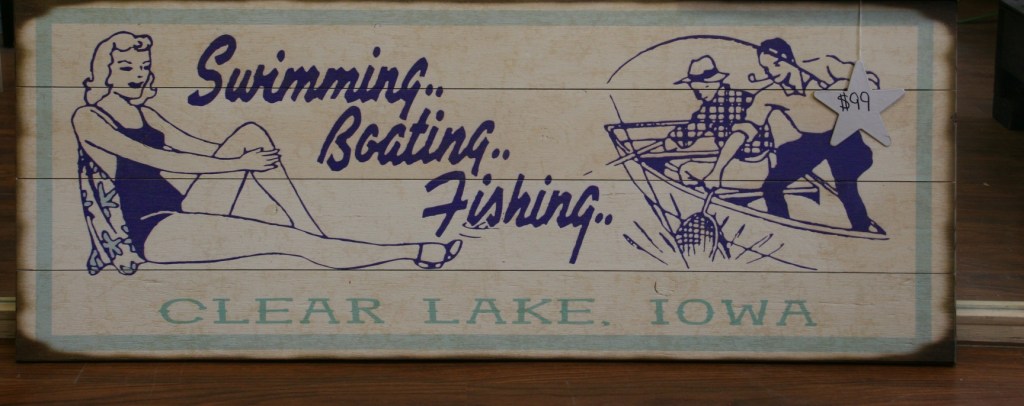 Swimming..
Boating..
Fishing..
$99
CLEAR LAKE, IOWA